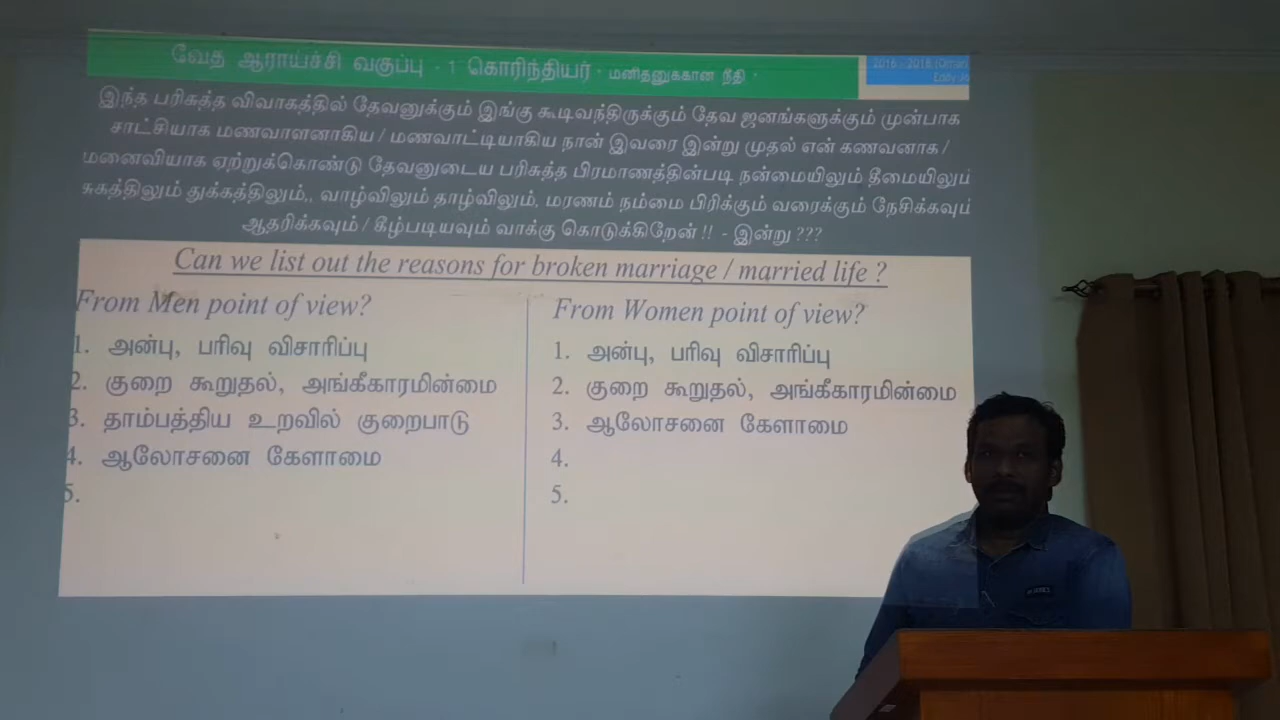 வேத ஆராய்ச்சி வகுப்பு - 1 கொரிந்தியர் - மனிதனுக்கான நீதி -
2016 - 2018 (Oman)
இந்த பரிசுத்த விவாகத்தில் தேவனுக்கும் இங்கு கூடிவந்திருக்கும் தேவ ஜனங்களுக்கும் முன்பாக
சாட்சியாக மணவாளனாகிய / மணவாட்டியாகிய நான் இவரை இன்று முதல் என் கணவனாக /
மனைவியாக ஏற்றுக்கொண்டு தேவனுடைய பரிசுத்த பிரமாணத்தின்படி நன்மையிலும் தீமையிலும்
சுகத்திலும் துக்கத்திலும்,, வாழ்விலும் தாழ்விலும், மரணம் நம்மை பிரிக்கும் வரைக்கும் நேசிக்கவும்
ஆதரிக்கவும் / கீழ்படியவும் வாக்கு கொடுக்கிறேன் !! - இன்று ???
Can we list out the reasons for broken marriage / married life ?
From Men point of view?
1. அன்பு, பரிவு விசாரிப்பு
2. குறை கூறுதல், அங்கீகாரமின்மை
3. தாம்பத்திய உறவில் குறைபாடு
4. ஆலோசனை கேளாமை
5.
From Women point of view?
1. அன்பு, பரிவு விசாரிப்பு
2. குறை கூறுதல், அங்கீகாரமின்மை
3. ஆலோசனை கேளாமை
4.
5.